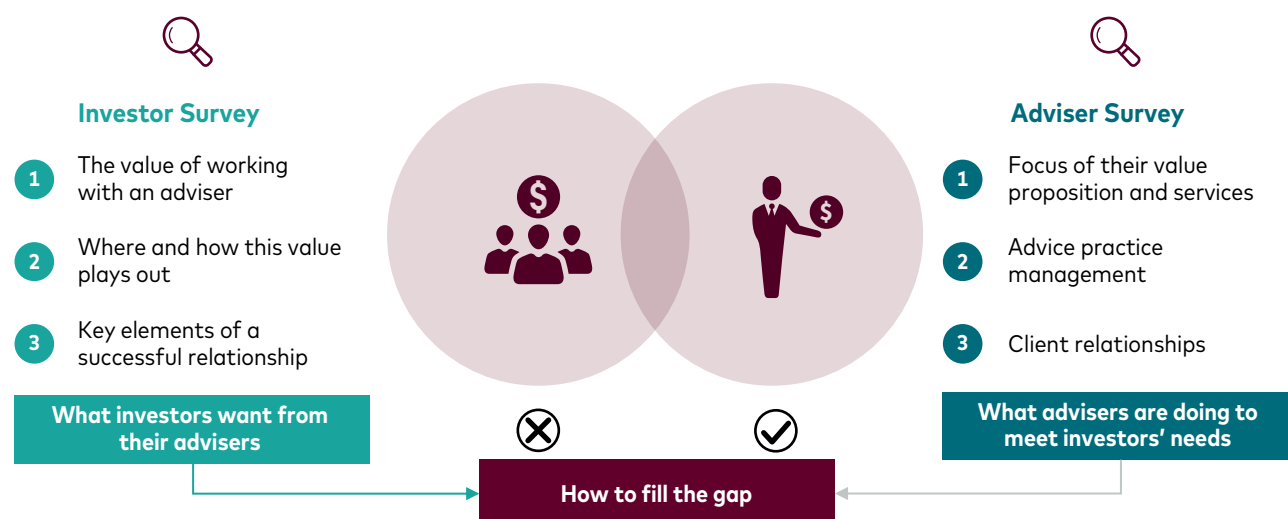 Investor Survey
1
The value of working
with an adviser
2
Where and how this value
plays out
3
Key elements of a
successful relationship
What investors want from
their advisers
$
$
Adviser Survey
1
Focus of their value
proposition and services
2
Advice practice
management
3
Client relationships
What advisers are doing to
meet investors’ needs
How to fill the gap